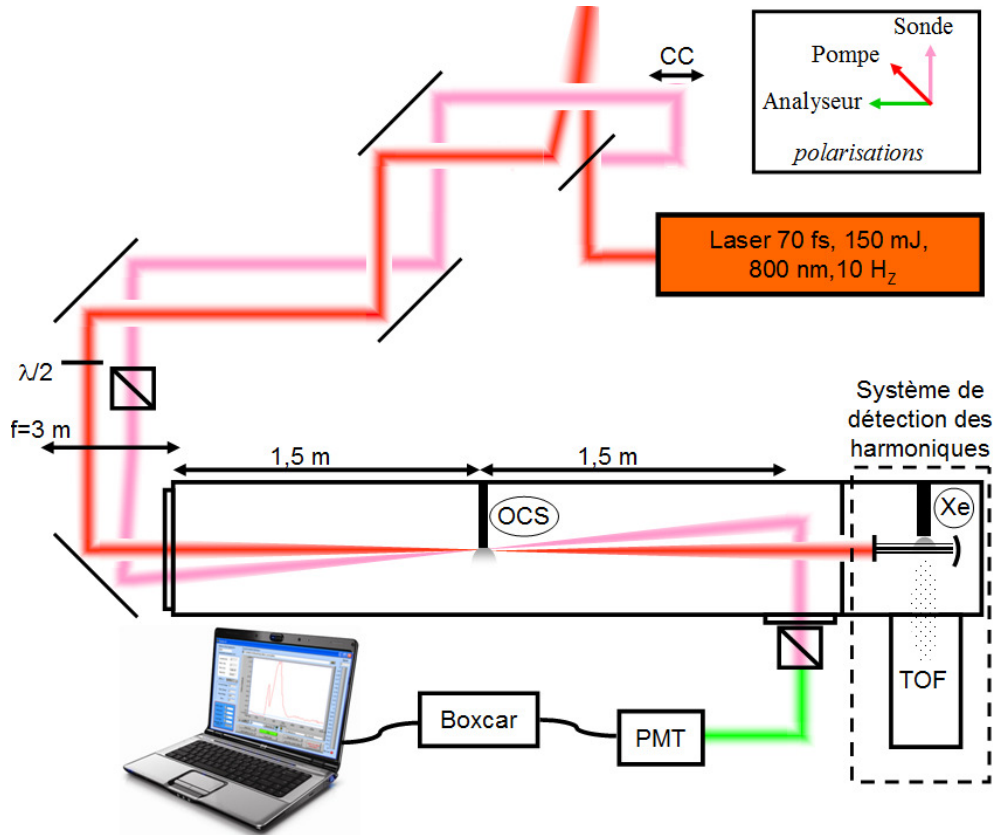 CC
Sonde
Pompe
Analyseur
polarisations
Laser 70 fs, 150 mJ,
800 nm,10 Hz
λ/2
f=3 m
1,5 m
1,5 m
Système de
détection des
harmoniques
OCS
Xe
TOF
Boxcar
PMT